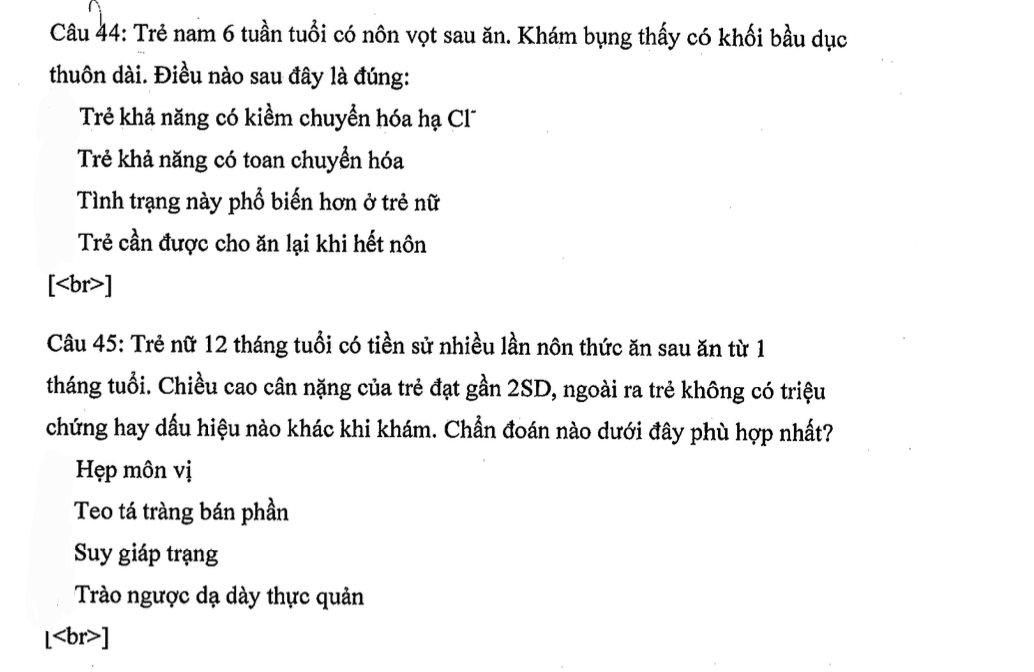 Câu 44: Trẻ nam 6 tuần tuổi có nôn vọt sau ăn. Khám bụng thấy có khối bầu dục
thuôn dài. Điều nào sau đây là đúng:
Trẻ khả năng có kiềm chuyển hóa hạ Cl⁻
Trẻ khả năng có toan chuyển hóa
Tình trạng này phổ biến hơn ở trẻ nữ
Trẻ cần được cho ăn lại khi hết nôn
[<br>]
Câu 45: Trẻ nữ 12 tháng tuổi có tiền sử nhiều lần nôn thức ăn sau ăn từ 1
tháng tuổi. Chiều cao cân nặng của trẻ đạt gần 2SD, ngoài ra trẻ không có triệu
chứng hay dấu hiệu nào khác khi khám. Chẩn đoán nào dưới đây phù hợp nhất?
Hẹp môn vị
Teo tá tràng bán phần
Suy giáp trạng
Trào ngược dạ dày thực quản
[<br>]